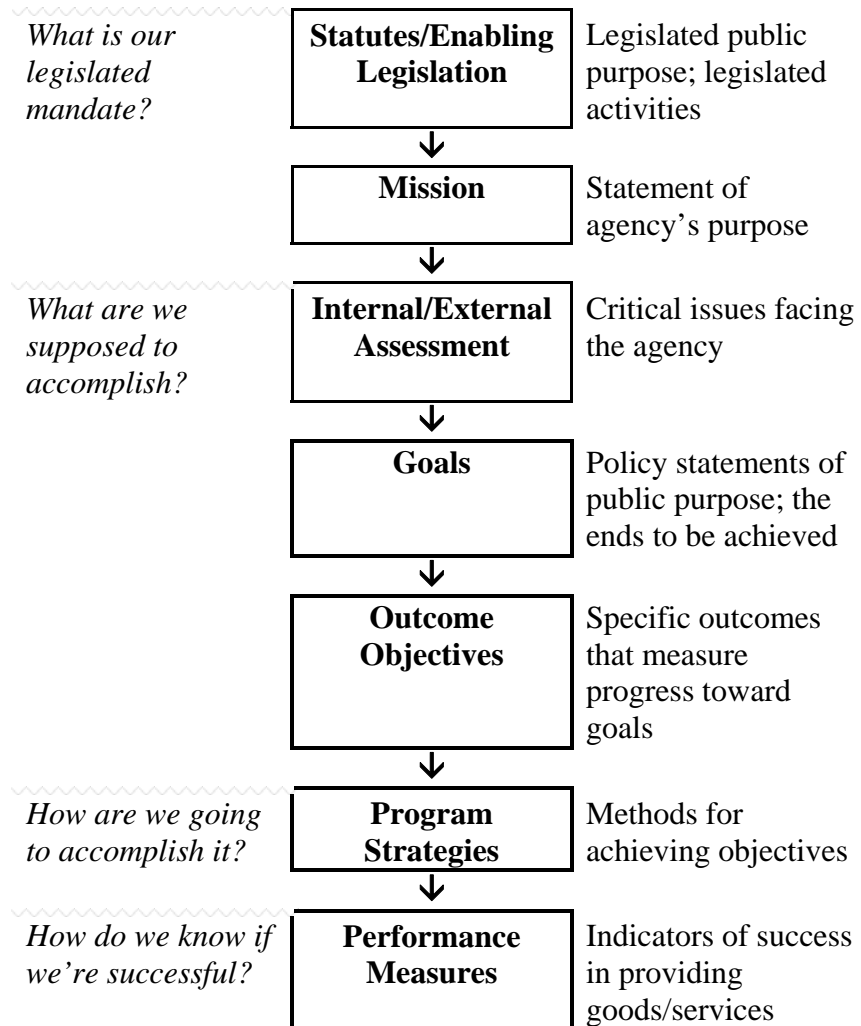 What is our
legislated
mandate?
Statutes/Enabling
Legislation
Legislated public
purpose; legislated
activities
Mission
Statement of
agency’s purpose
What are we
supposed to
accomplish?
Internal/External
Assessment
Critical issues facing
the agency
Goals
Policy statements of
public purpose; the
ends to be achieved
Outcome
Objectives
Specific outcomes
that measure
progress toward
goals
How are we going
to accomplish it?
Program
Strategies
Methods for
achieving objectives
How do we know if
we’re successful?
Performance
Measures
Indicators of success
in providing
goods/services